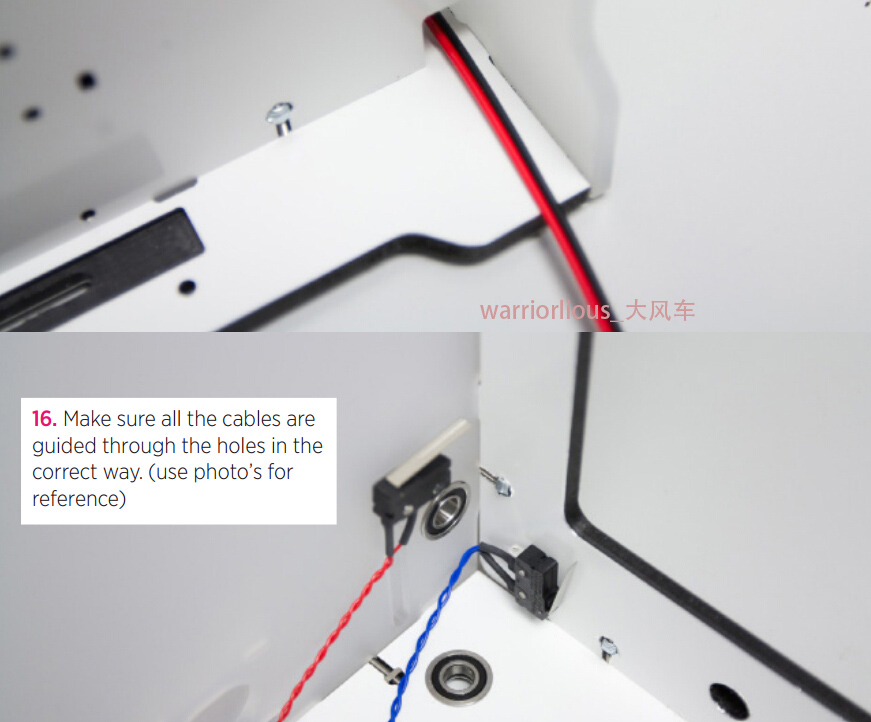 warriorlious_大风车
16. Make sure all the cables are
guided through the holes in the
correct way. (use photo’s for
reference)